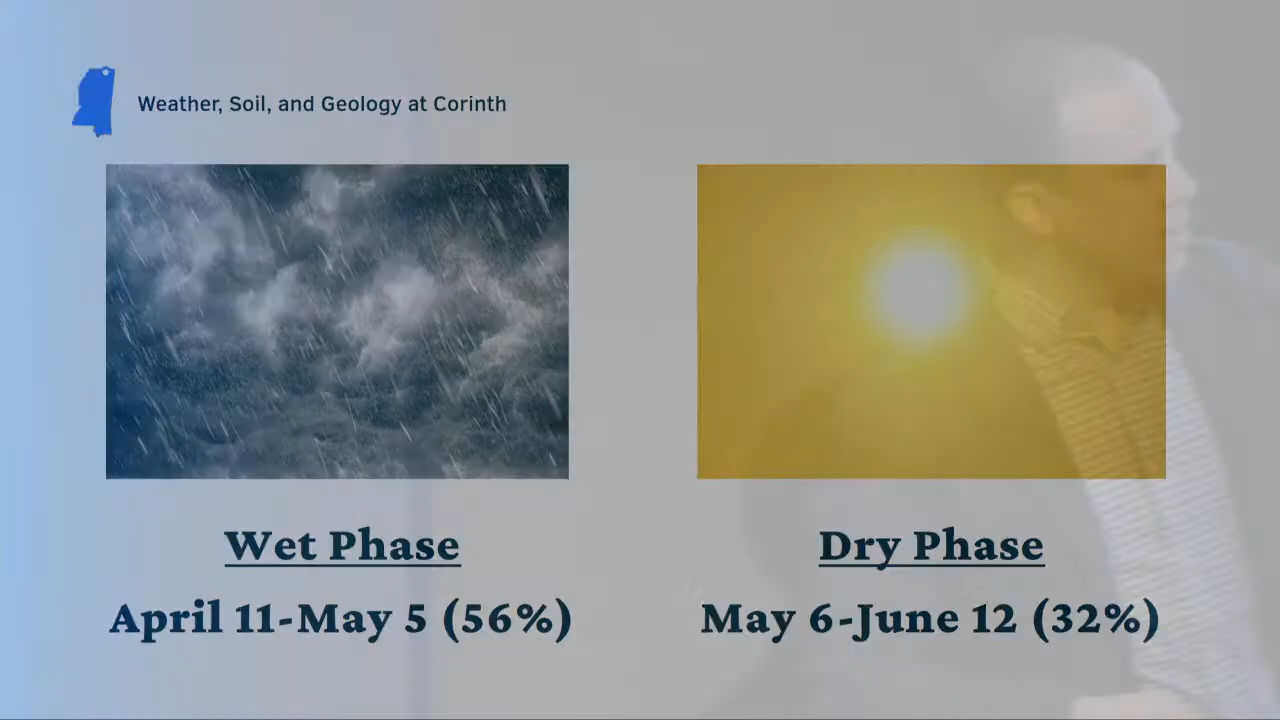 Weather, Soil, and Geology at Corinth
Wet Phase
April 11-May 5 (56%)
Dry Phase
May 6-June 12 (32%)